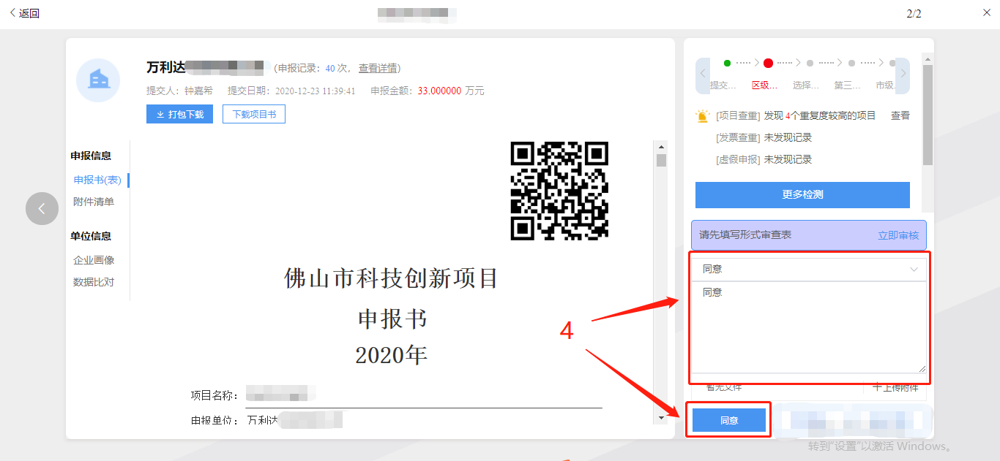 返回
2/2
万利达
(申报记录：40 次，查看详情)
提交人：钟嘉希 提交日期：2020-12-23 11:39:41 申报金额：33.000000 万元
打包下载 下载项目书
申报信息
申报书(表)
附件清单
单位信息
企业画像
数据比对
佛山市科技创新项目
申报书
2020年
项目名称：
申报单位： 万利达
提交... 区级... 选择... 第三... 市级
[项目查重] 发现 4个重复度较高的项目 查看
[发票查重] 未发现记录
[虚假申报] 未发现记录
更多检测
请先填写形式审查表 立即审核
同意
同意
4
暂无文件 十上传附件
同意
转到“设置”以激活 Windows。